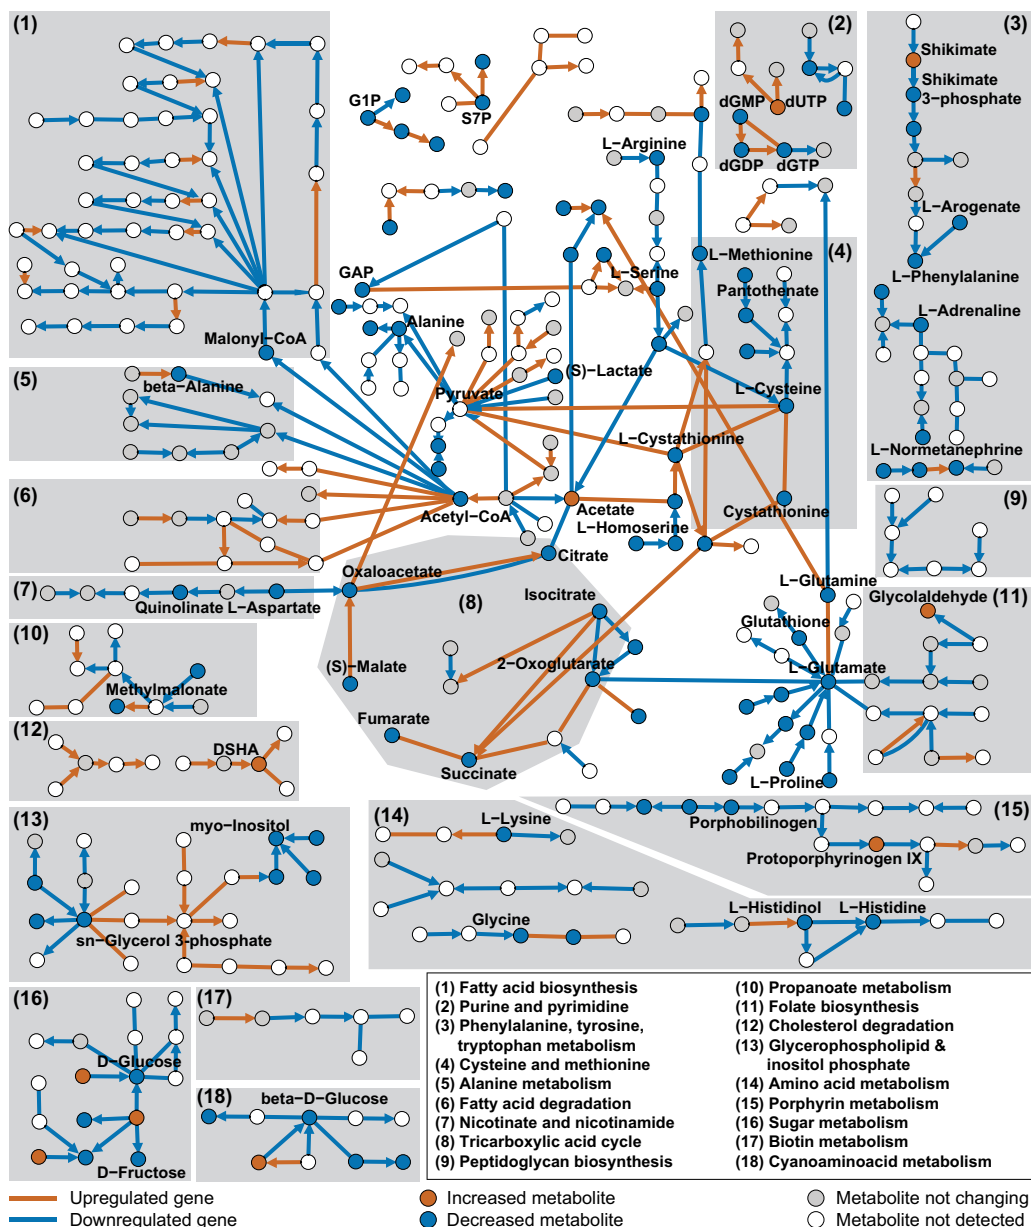 (1)
(2)
(3)
Shikimate
Shikimate
3−phosphate
G1P
S7P
dGMP
dUTP
dGDP
dGTP
L−Arginine
L−Arogenate
L−Phenylalanine
(4)
L−Methionine
Pantothenate
GAP
L−Serine
L−Adrenaline
Alanine
Malonyl−CoA
(5)
beta−Alanine
Pyruvate
(S)−Lactate
L−Cysteine
L−Cystathionine
L−Normetanephrine
(6)
Acetyl−CoA
Acetate
L−Homoserine
Cystathionine
(9)
Citrate
(7)
Quinolinate
L−Aspartate
Oxaloacetate
(8)
Isocitrate
L−Glutamine
Glycolaldehyde
(11)
(10)
Methylmalonate
(S)−Malate
2−Oxoglutarate
Glutathione
L−Glutamate
Fumarate
Succinate
L−Proline
(12)
DSHA
(13)
myo−Inositol
sn−Glycerol 3−phosphate
(14)
L−Lysine
Glycine
(15)
Porphobilinogen
Protoporphyrinogen IX
L−Histidinol
L−Histidine
(16)
D−Glucose
D−Fructose
(17)
(18)
beta−D−Glucose
(1) Fatty acid biosynthesis
(2) Purine and pyrimidine
(3) Phenylalanine, tyrosine,
tryptophan metabolism
(4) Cysteine and methionine
(5) Alanine metabolism
(6) Fatty acid degradation
(7) Nicotinate and nicotinamide
(8) Tricarboxylic acid cycle
(9) Peptidoglycan biosynthesis
(10) Propanoate metabolism
(11) Folate biosynthesis
(12) Cholesterol degradation
(13) Glycerophospholipid &
inositol phosphate
(14) Amino acid metabolism
(15) Porphyrin metabolism
(16) Sugar metabolism
(17) Biotin metabolism
(18) Cyanoaminoacid metabolism
Upregulated gene
Downregulated gene
Increased metabolite
Decreased metabolite
Metabolite not changing
Metabolite not detected